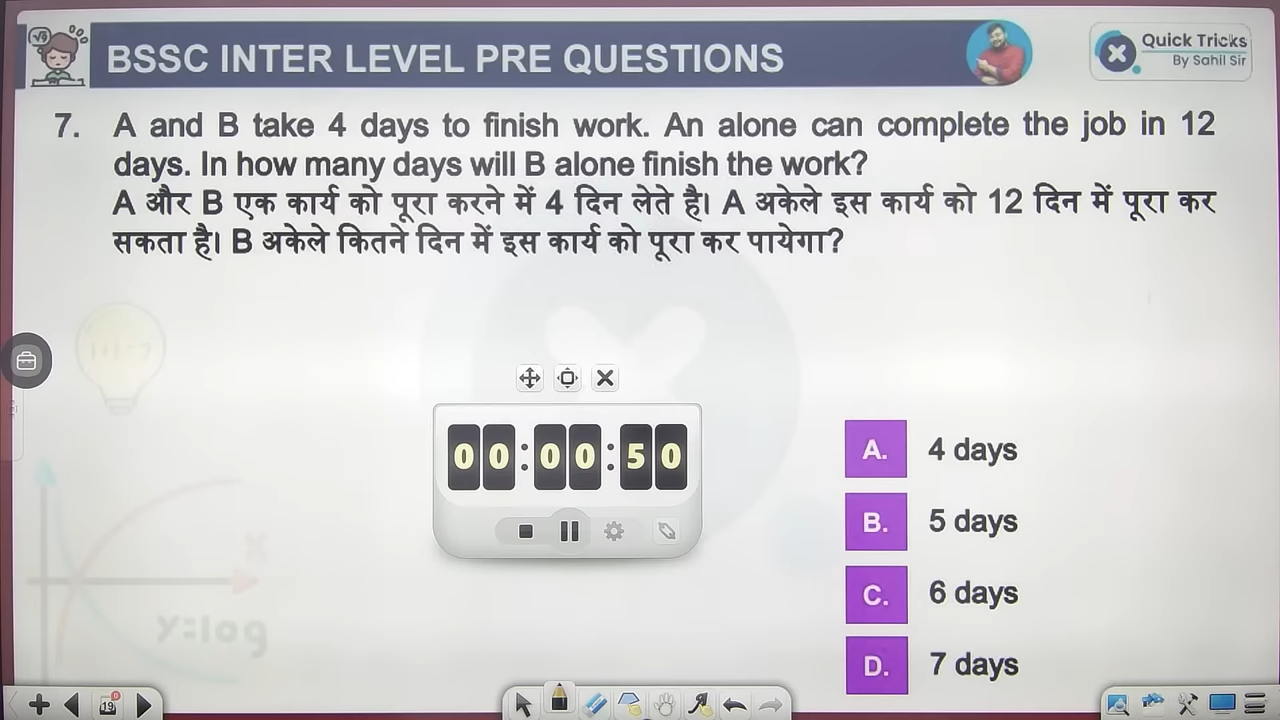 √9
BSSC INTER LEVEL PRE QUESTIONS
Quick Tricks
By Sahil Sir
7. A and B take 4 days to finish work. An alone can complete the job in 12
days. In how many days will B alone finish the work?
A और B एक कार्य को पूरा करने में 4 दिन लेते है। A अकेले इस कार्य को 12 दिन में पूरा कर
सकता है। B अकेले कितने दिन में इस कार्य को पूरा कर पायेगा?
00:00:50
A. 4 days
B. 5 days
C. 6 days
D. 7 days
x
y=log
19